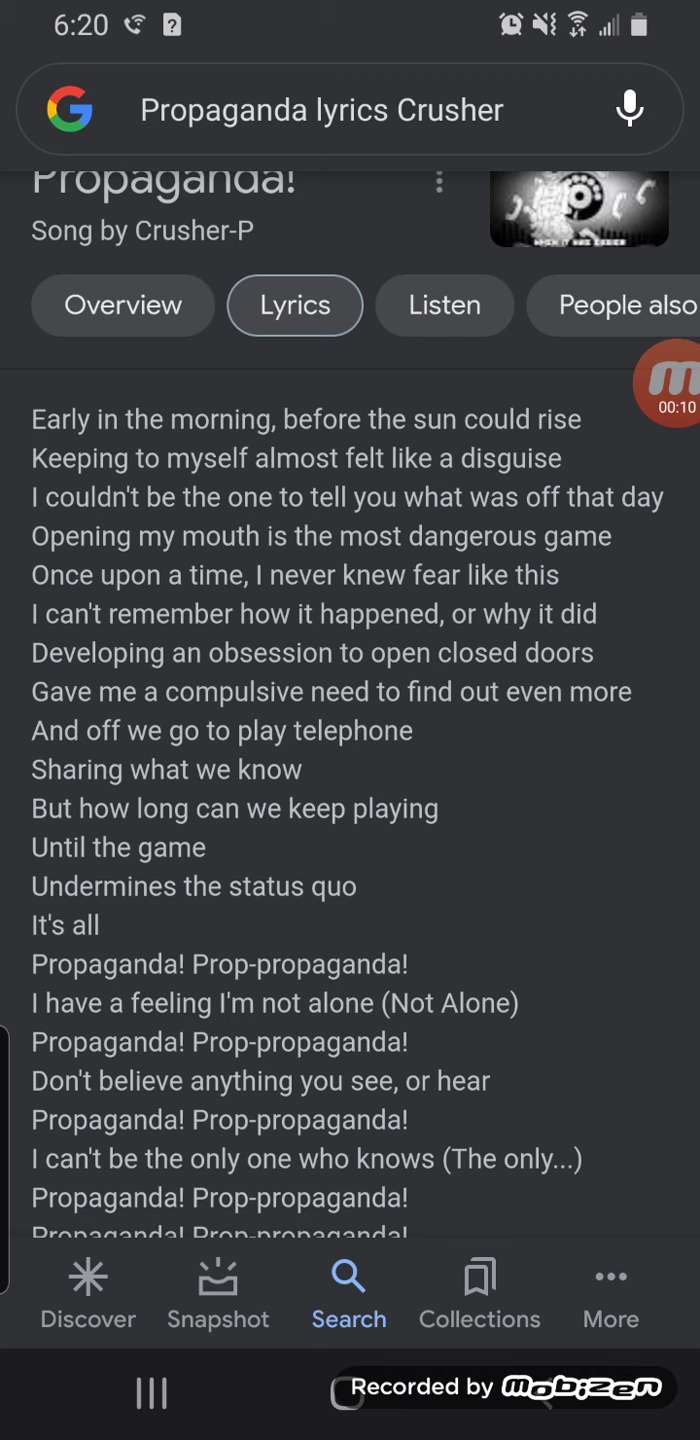 6:20
Propaganda lyrics Crusher
Propaganda!
Song by Crusher-P
Overview
Lyrics
Listen
People also
00:10
Early in the morning, before the sun could rise
Keeping to myself almost felt like a disguise
I couldn't be the one to tell you what was off that day
Opening my mouth is the most dangerous game
Once upon a time, I never knew fear like this
I can't remember how it happened, or why it did
Developing an obsession to open closed doors
Gave me a compulsive need to find out even more
And off we go to play telephone
Sharing what we know
But how long can we keep playing
Until the game
Undermines the status quo
It's all
Propaganda! Prop-propaganda!
I have a feeling I'm not alone (Not Alone)
Propaganda! Prop-propaganda!
Don't believe anything you see, or hear
Propaganda! Prop-propaganda!
I can't be the only one who knows (The only...)
Propaganda! Prop-propaganda!
Propaganda! Prop-propaganda!
Discover
Snapshot
Search
Collections
More
Recorded by mobizen